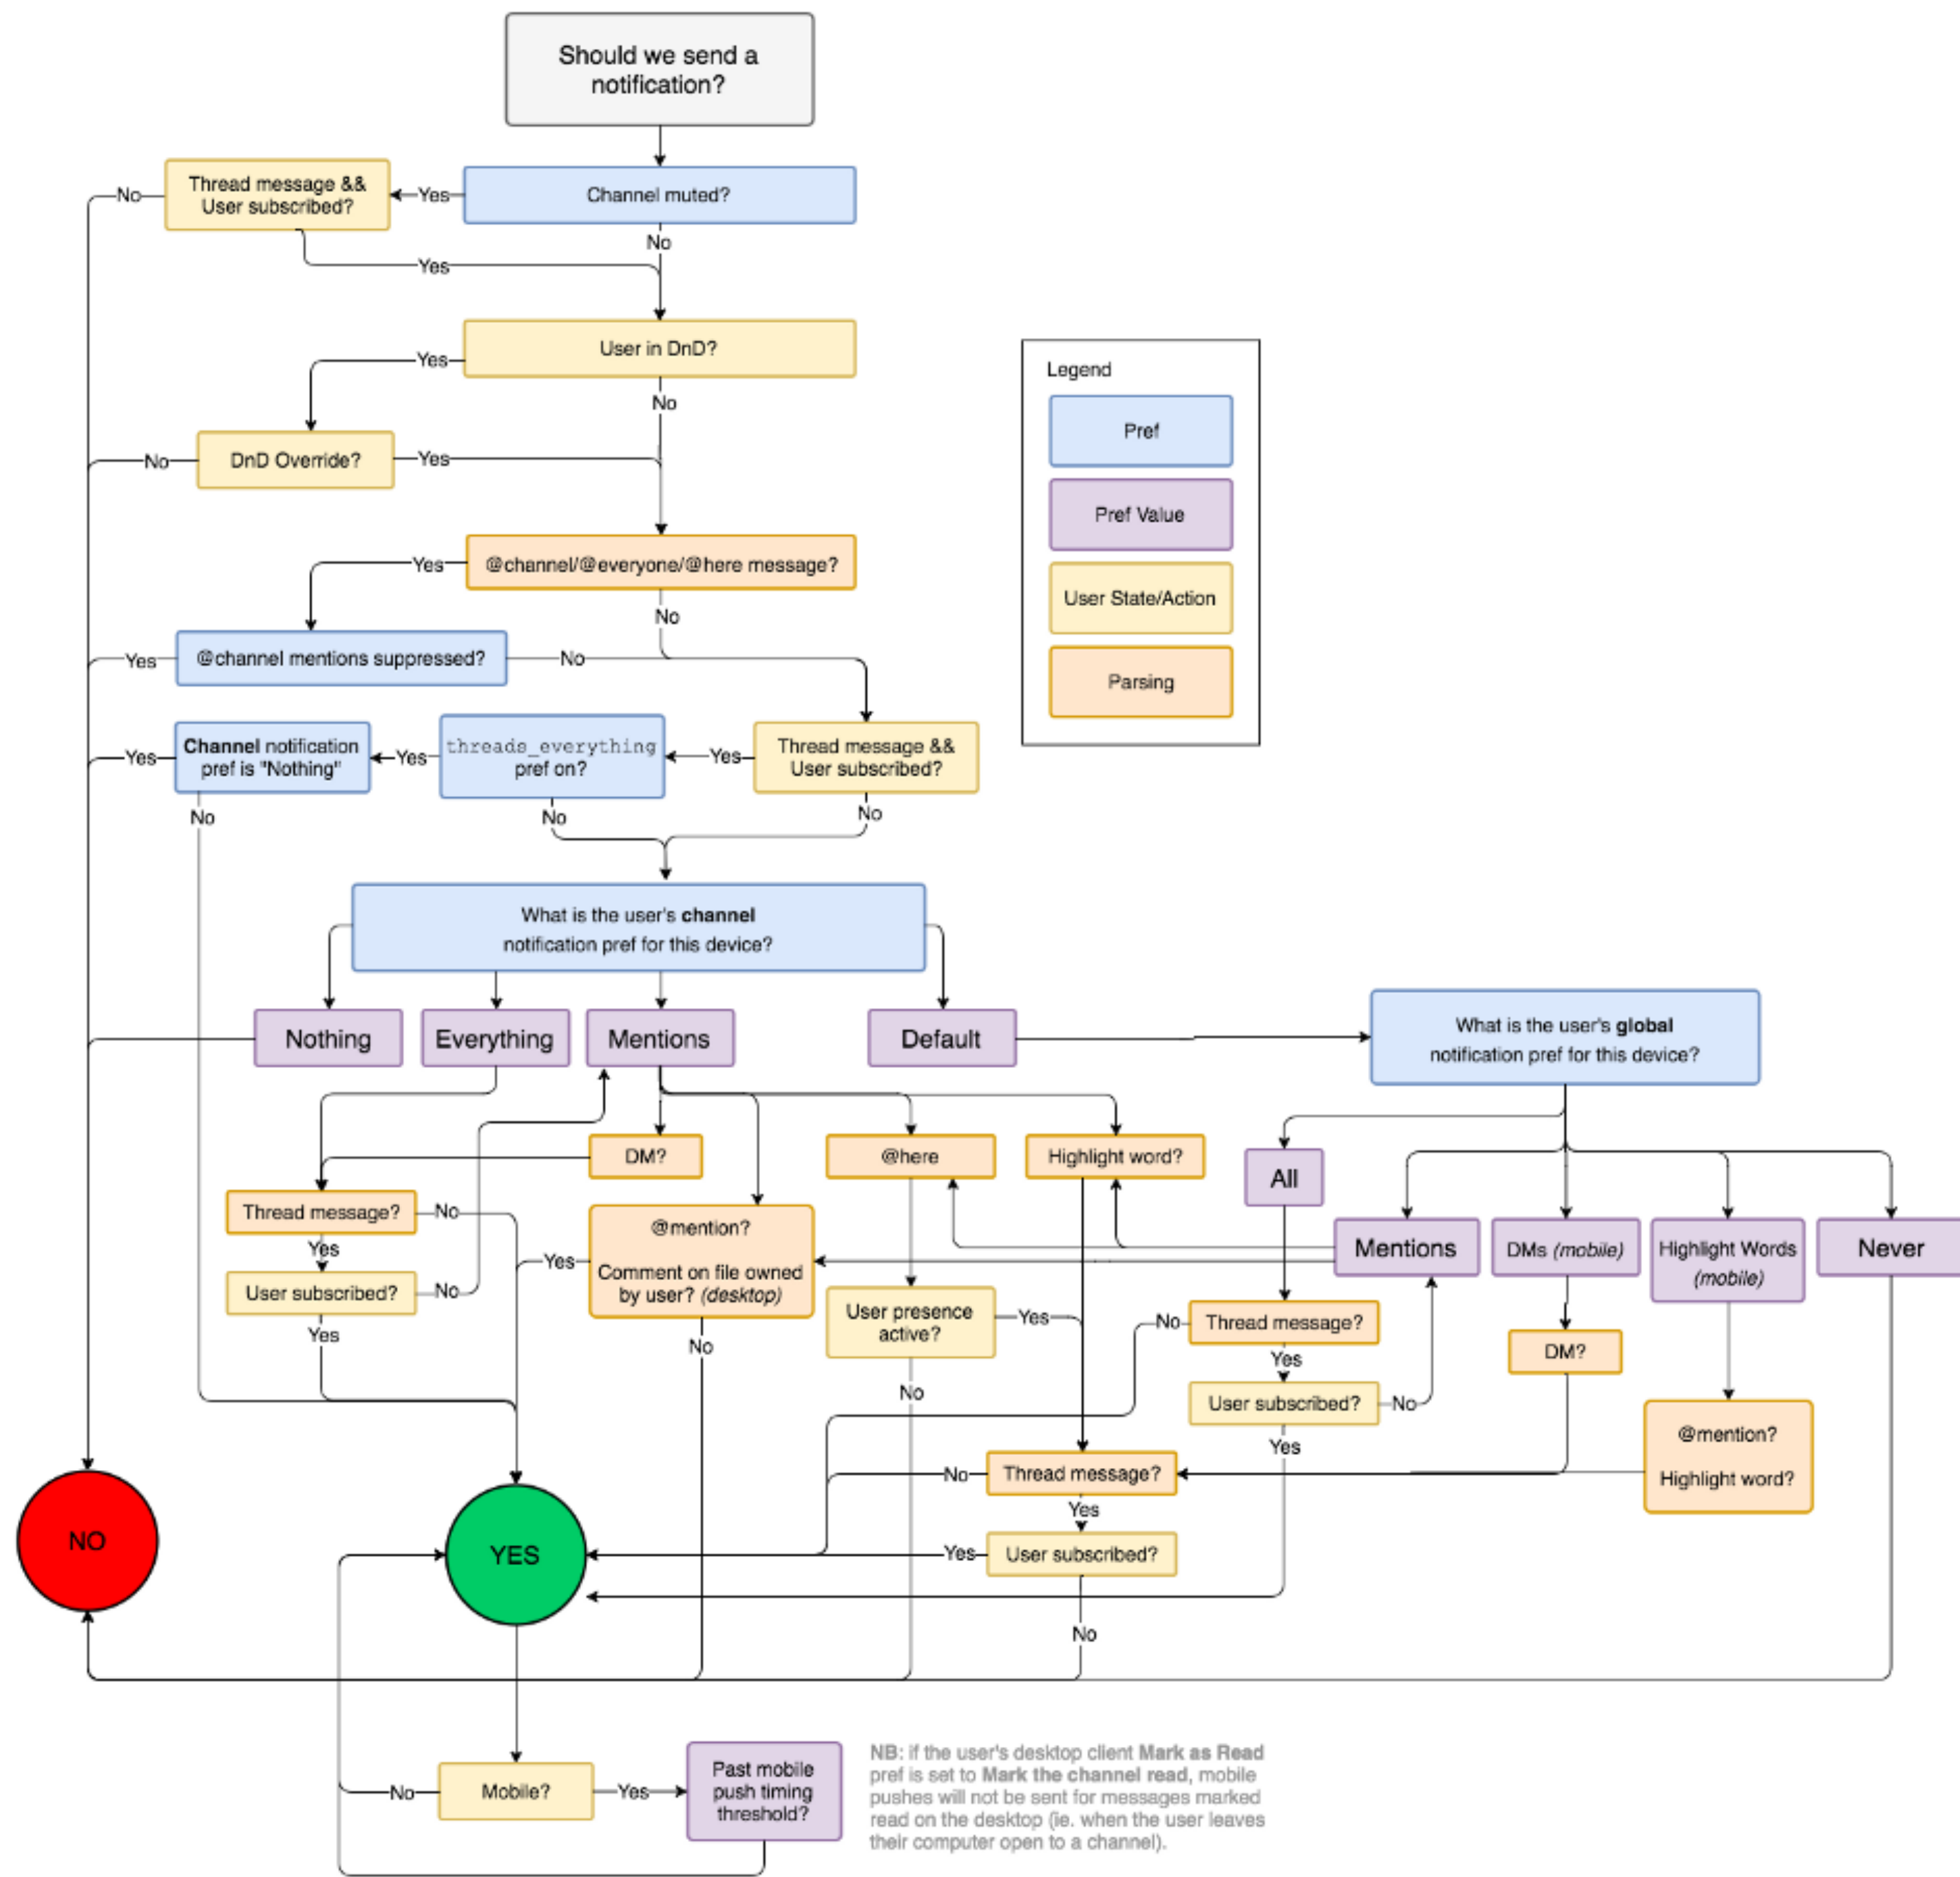 Should we send a
notification?
Thread message &&
User subscribed?
Channel muted?
No
Yes
No
Yes
User in DnD?
Yes
No
Legend
Pref
DnD Override?
No
Yes
Pref Value
@channel/@everyone/@here message?
Yes
No
User State/Action
@channel mentions suppressed?
Yes
No
Parsing
Channel notification
pref is "Nothing"
threads_everything
pref on?
Thread message &&
User subscribed?
Yes
Yes
Yes
No
No
No
What is the user's channel
notification pref for this device?
Nothing
Everything
Mentions
Default
What is the user's global
notification pref for this device?
DM?
@here
Highlight word?
All
Thread message?
No
Yes
User subscribed?
No
Yes
@mention?
Comment on file owned
by user? (desktop)
Yes
No
User presence
active?
Yes
No
Mentions
DMs (mobile)
Highlight Words
(mobile)
Never
Thread message?
No
Yes
User subscribed?
No
Yes
DM?
@mention?
Highlight word?
Thread message?
No
Yes
User subscribed?
Yes
No
NO
YES
Mobile?
No
Yes
Past mobile
push timing
threshold?
NB: if the user's desktop client Mark as Read
pref is set to Mark the channel read, mobile
pushes will not be sent for messages marked
read on the desktop (ie. when the user leaves
their computer open to a channel).